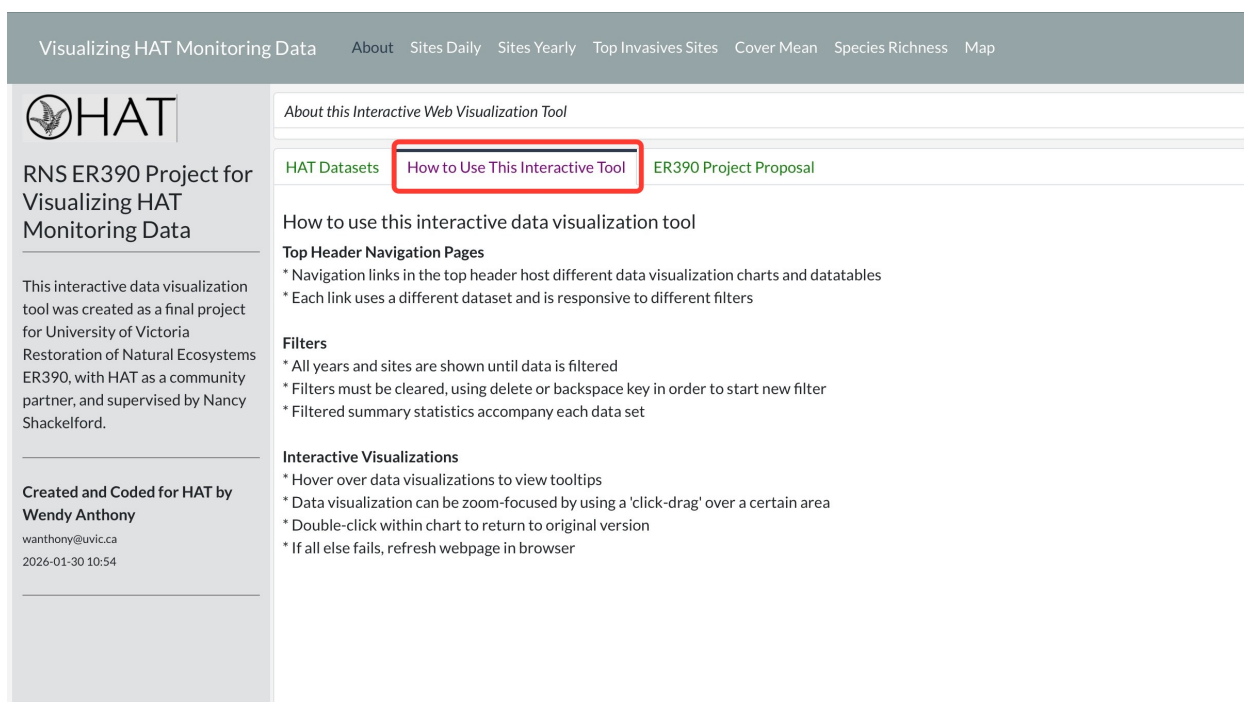 Visualizing HAT Monitoring Data About Sites Daily Sites Yearly Top Invasives Sites Cover Mean Species Richness Map
HAT
RNS ER390 Project for
Visualizing HAT
Monitoring Data
This interactive data visualization
tool was created as a final project
for University of Victoria
Restoration of Natural Ecosystems
ER390, with HAT as a community
partner, and supervised by Nancy
Shackelford.
Created and Coded for HAT by
Wendy Anthony
wanthony@uvic.ca
2026-01-30 10:54
About this Interactive Web Visualization Tool
HAT Datasets How to Use This Interactive Tool ER390 Project Proposal
How to use this interactive data visualization tool
Top Header Navigation Pages
* Navigation links in the top header host different data visualization charts and datatables
* Each link uses a different dataset and is responsive to different filters
Filters
* All years and sites are shown until data is filtered
* Filters must be cleared, using delete or backspace key in order to start new filter
* Filtered summary statistics accompany each data set
Interactive Visualizations
* Hover over data visualizations to view tooltips
* Data visualization can be zoom-focused by using a 'click-drag' over a certain area
* Double-click within chart to return to original version
* If all else fails, refresh webpage in browser